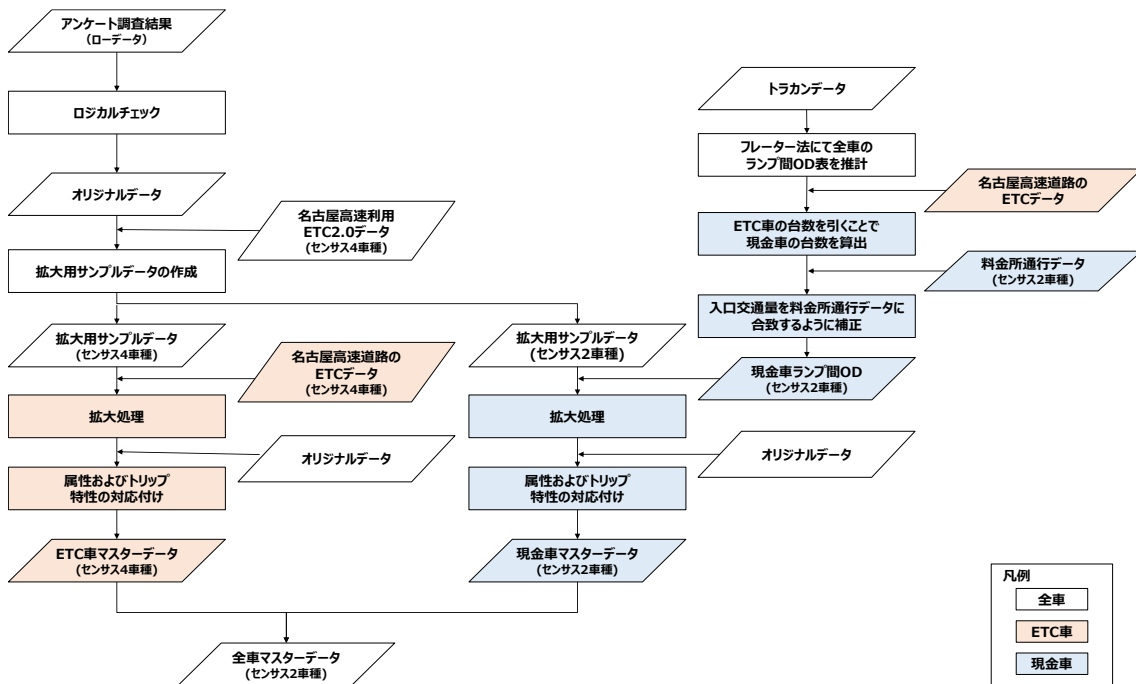 アンケート調査結果
（ローデータ）
ロジカルチェック
オリジナルデータ
名古屋高速利用
ETC2.0データ
(センサス4車種)
拡大用サンプルデータの作成
拡大用サンプルデータ
(センサス4車種)
名古屋高速道路の
ETCデータ
(センサス4車種)
拡大処理
オリジナルデータ
属性およびトリップ
特性の対応付け
ETC車マスターデータ
(センサス4車種)
拡大用サンプルデータ
(センサス2車種)
拡大処理
オリジナルデータ
属性およびトリップ
特性の対応付け
現金車マスターデータ
(センサス2車種)
全車マスターデータ
(センサス2車種)
トラカンデータ
フレーター法にて全車の
ランプ間OD表を推計
名古屋高速道路の
ETCデータ
ETC車の台数を引くことで
現金車の台数を算出
料金所通行データ
(センサス2車種)
入口交通量を料金所通行データに
合致するように補正
現金車ランプ間OD
(センサス2車種)
凡例
全車
ETC車
現金車